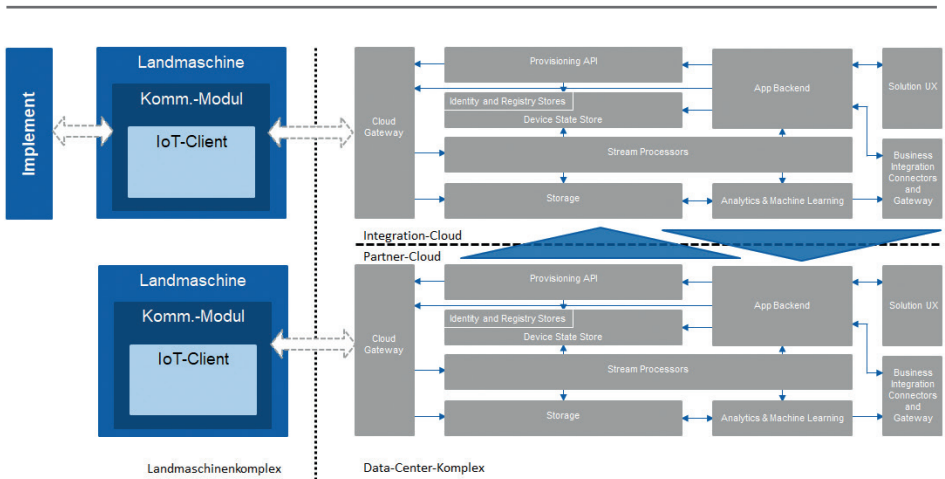 Implement
Landmaschine
Komm.-Modul
IoT-Client
Cloud
Gateway
Provisioning API
Identity and Registry Stores
Device State Store
Stream Processors
Storage
App Backend
Analytics & Machine Learning
Solution UX
Business
Integration
Connectors
and
Gateway
Integration-Cloud
Partner-Cloud
Landmaschine
Komm.-Modul
IoT-Client
Cloud
Gateway
Provisioning API
Identity and Registry Stores
Device State Store
Stream Processors
Storage
App Backend
Analytics & Machine Learning
Solution UX
Business
Integration
Connectors
and
Gateway
Landmaschinenkomplex
Data-Center-Komplex